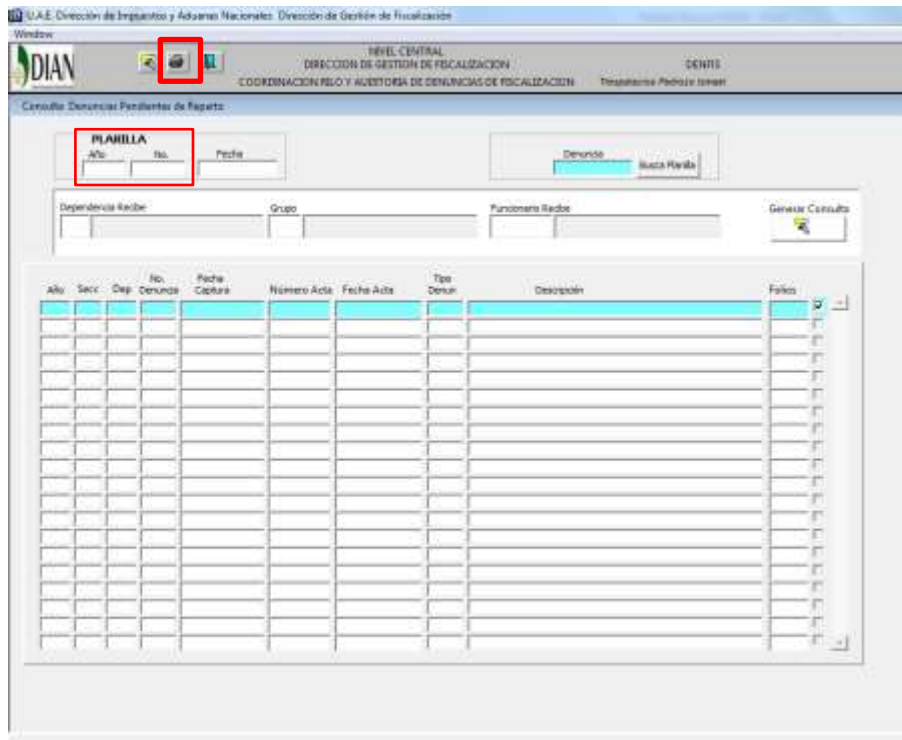 U.A.E. Dirección de Impuestos y Aduanas Nacionales. Dirección de Gestión de Fiscalización
Window
DIAN
NIVEL CENTRAL
DIRECCION DE GESTION DE FISCALIZACION
DENFIS
COORDINACION RILO Y AUDITORIA DE DENUNCIAS DE FISCALIZACION
Consulta Denuncias Pendientes de Reparto
PLANILLA
Año No. Fecha
Denuncia
Busca Planilla
Dependencia Recibe Grupo Funcionario Recibe Generar Consulta
No. Fecha Tipo
Año Secc Dep Denuncia Captura Número Acta Fecha Acta Denun Descripción Folios